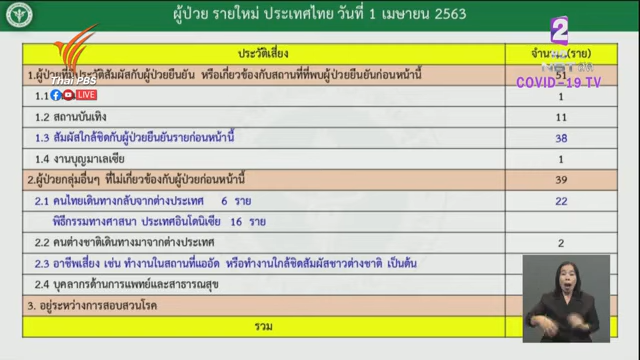 ผู้ป่วย รายใหม่ ประเทศไทย วันที่ 1 เมษายน 2563
2
COVID-19 TV
Thai PBS
LIVE
ประวัติเสี่ยง
1.ผู้ป่วยที่มีประวัติสัมผัสกับผู้ป่วยยืนยัน หรือเกี่ยวข้องกับสถานที่ที่พบผู้ป่วยยืนยันก่อนหน้านี้ 51
1.1 1
1.2 สถานบันเทิง 11
1.3 สัมผัสใกล้ชิดกับผู้ป่วยยืนยันรายก่อนหน้านี้ 38
1.4 งานบุญมาเลเซีย 1
2.ผู้ป่วยกลุ่มอื่นๆ ที่ไม่เกี่ยวข้องกับผู้ป่วยก่อนหน้านี้ 39
2.1 คนไทยเดินทางกลับจากต่างประเทศ 6 ราย 22
พิธีกรรมทางศาสนา ประเทศอินโดนิเซีย 16 ราย
2.2 คนต่างชาติเดินทางมาจากต่างประเทศ 2
2.3 อาชีพเสี่ยง เช่น ทำงานในสถานที่แออัด หรือทำงานใกล้ชิดสัมผัสชาวต่างชาติ เป็นต้น
2.4 บุคลากรด้านการแพทย์และสาธารณสุข
3. อยู่ระหว่างการสอบสวนโรค
รวม